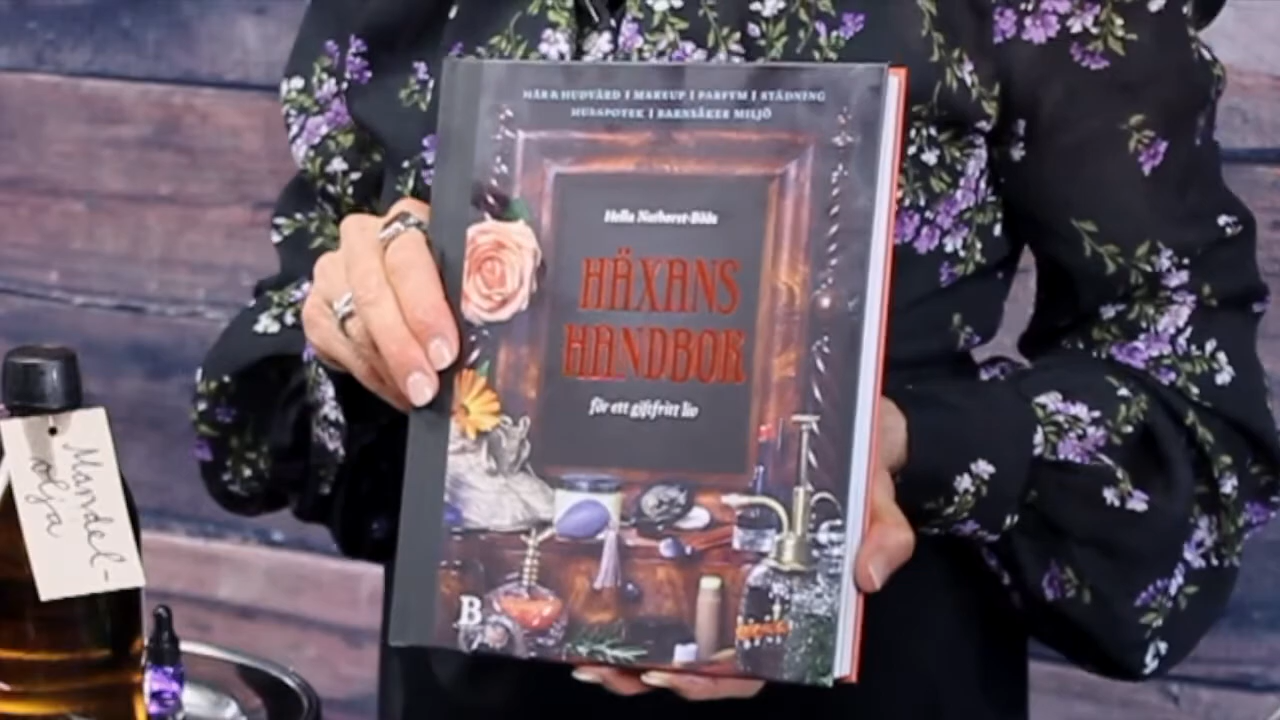 HÅR & HUDVÅRD | MAKEUP | PARFYM | STÄDNING
HUSAPOTEK | BARNSÄKER MILJÖ
Hella Nathorst-Böös
HÄXANS
HANDBOK
för ett giftfritt liv
B
Mandel-
olja